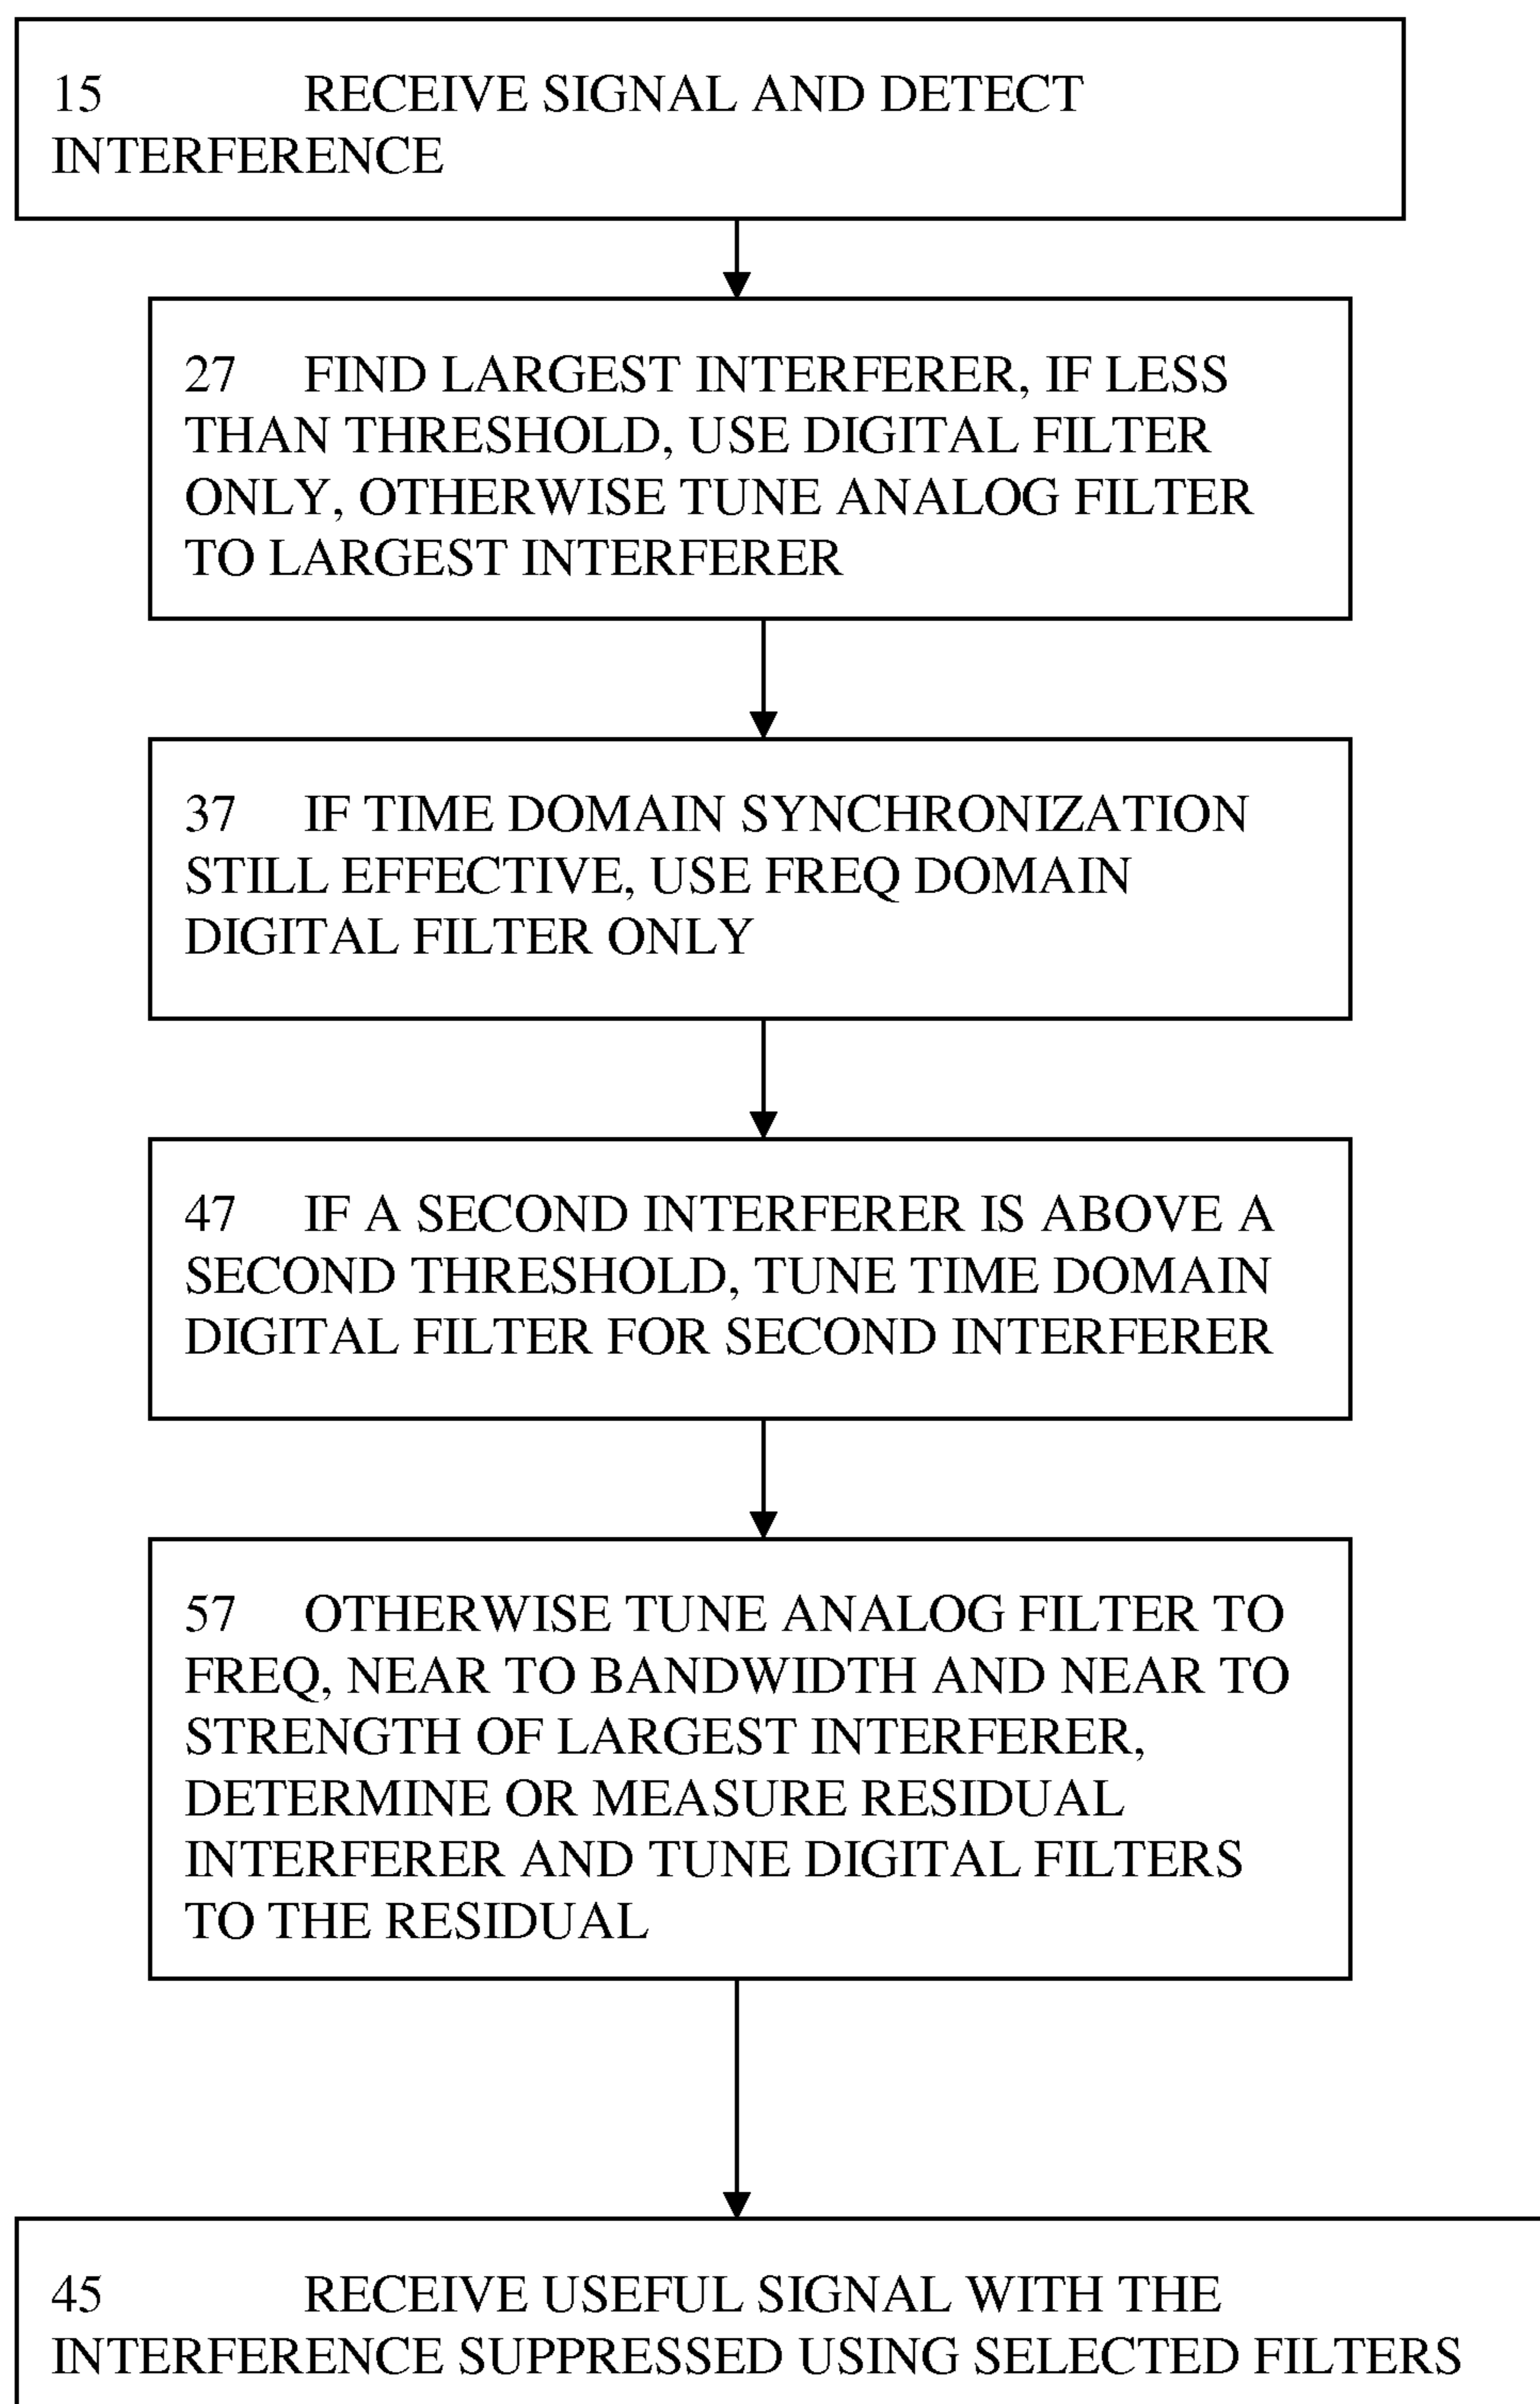 15 RECEIVE SIGNAL AND DETECT
INTERFERENCE
27 FIND LARGEST INTERFERER, IF LESS
THAN THRESHOLD, USE DIGITAL FILTER
ONLY, OTHERWISE TUNE ANALOG FILTER
TO LARGEST INTERFERER
37 IF TIME DOMAIN SYNCHRONIZATION
STILL EFFECTIVE, USE FREQ DOMAIN
DIGITAL FILTER ONLY
47 IF A SECOND INTERFERER IS ABOVE A
SECOND THRESHOLD, TUNE TIME DOMAIN
DIGITAL FILTER FOR SECOND INTERFERER
57 OTHERWISE TUNE ANALOG FILTER TO
FREQ, NEAR TO BANDWIDTH AND NEAR TO
STRENGTH OF LARGEST INTERFERER,
DETERMINE OR MEASURE RESIDUAL
INTERFERER AND TUNE DIGITAL FILTERS
TO THE RESIDUAL
45 RECEIVE USEFUL SIGNAL WITH THE
INTERFERENCE SUPPRESSED USING SELECTED FILTERS